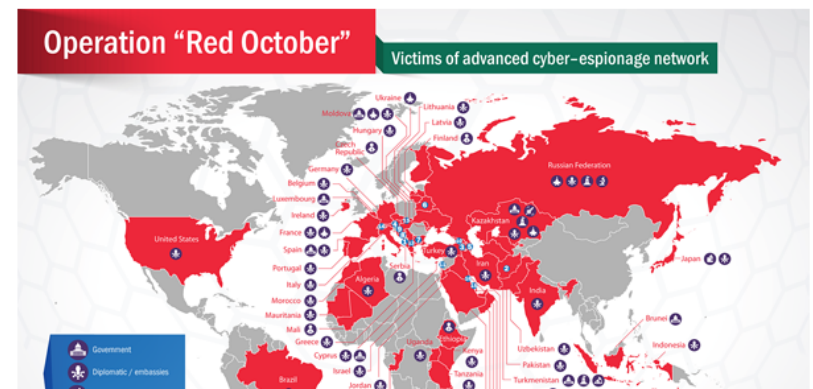 Operation “Red October”
Victims of advanced cyber-espionage network
Ukraine
Lithuania
Moldova
Latvia
Hungary
Finland
Czech
Republic
Russian Federation
Germany
Belgium
Luxembourg
Ireland
Kazakhstan
France
United States
Spain
Turkey
Japan
Portugal
Serbia
Iran
Italy
Algeria
India
Morocco
Mauritania
Mali
Brunei
Greece
Uganda
Ethiopia
Kenya
Uzbekistan
Indonesia
Government
Cyprus
Pakistan
Diplomatic / embassies
Israel
Tanzania
Brazil
Jordan
Turkmenistan